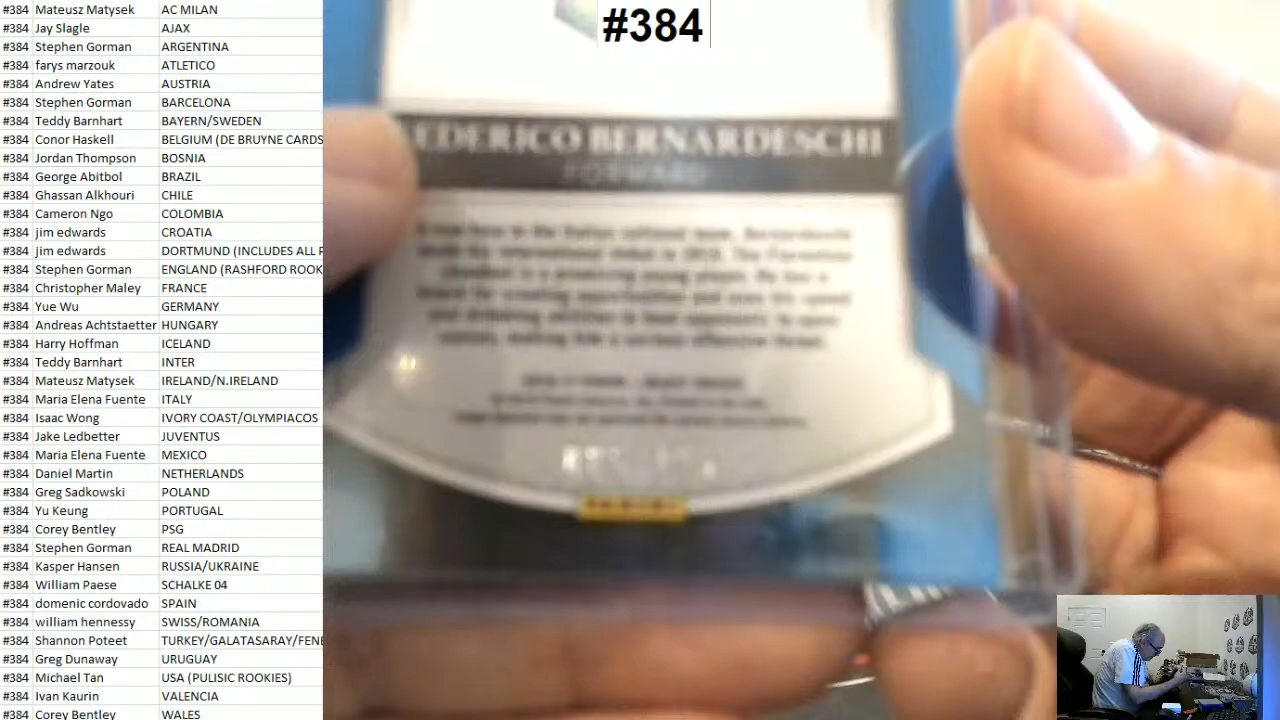 #384 Mateusz Matysek AC MILAN
#384 Jay Slagle AJAX
#384 Stephen Gorman ARGENTINA
#384 farys marzouk ATLETICO
#384 Andrew Yates AUSTRIA
#384 Stephen Gorman BARCELONA
#384 Teddy Barnhart BAYERN/SWEDEN
#384 Conor Haskell BELGIUM (DE BRUYNE CARDS
#384 Jordan Thompson BOSNIA
#384 George Abitbol BRAZIL
#384 Ghassan Alkhouri CHILE
#384 Cameron Ngo COLOMBIA
#384 jim edwards CROATIA
#384 jim edwards DORTMUND (INCLUDES ALL
#384 Stephen Gorman ENGLAND (RASHFORD ROOK
#384 Christopher Maley FRANCE
#384 Yue Wu GERMANY
#384 Andreas Achtstaetter HUNGARY
#384 Harry Hoffman ICELAND
#384 Teddy Barnhart INTER
#384 Mateusz Matysek IRELAND/N.IRELAND
#384 Maria Elena Fuente ITALY
#384 Isaac Wong IVORY COAST/OLYMPIACOS
#384 Jake Ledbetter JUVENTUS
#384 Maria Elena Fuente MEXICO
#384 Daniel Martin NETHERLANDS
#384 Greg Sadkowski POLAND
#384 Yu Keung PORTUGAL
#384 Corey Bentley PSG
#384 Stephen Gorman REAL MADRID
#384 Kasper Hansen RUSSIA/UKRAINE
#384 William Paese SCHALKE 04
#384 domenic cordovado SPAIN
#384 william hennessy SWISS/ROMANIA
#384 Shannon Poteet TURKEY/GALATASARAY/FENE
#384 Greg Dunaway URUGUAY
#384 Michael Tan USA (PULISIC ROOKIES)
#384 Ivan Kaurin VALENCIA
#384 Corey Bentley WALES
#384
EDERICO BERNARDESCHI
FORWARD
PANINI